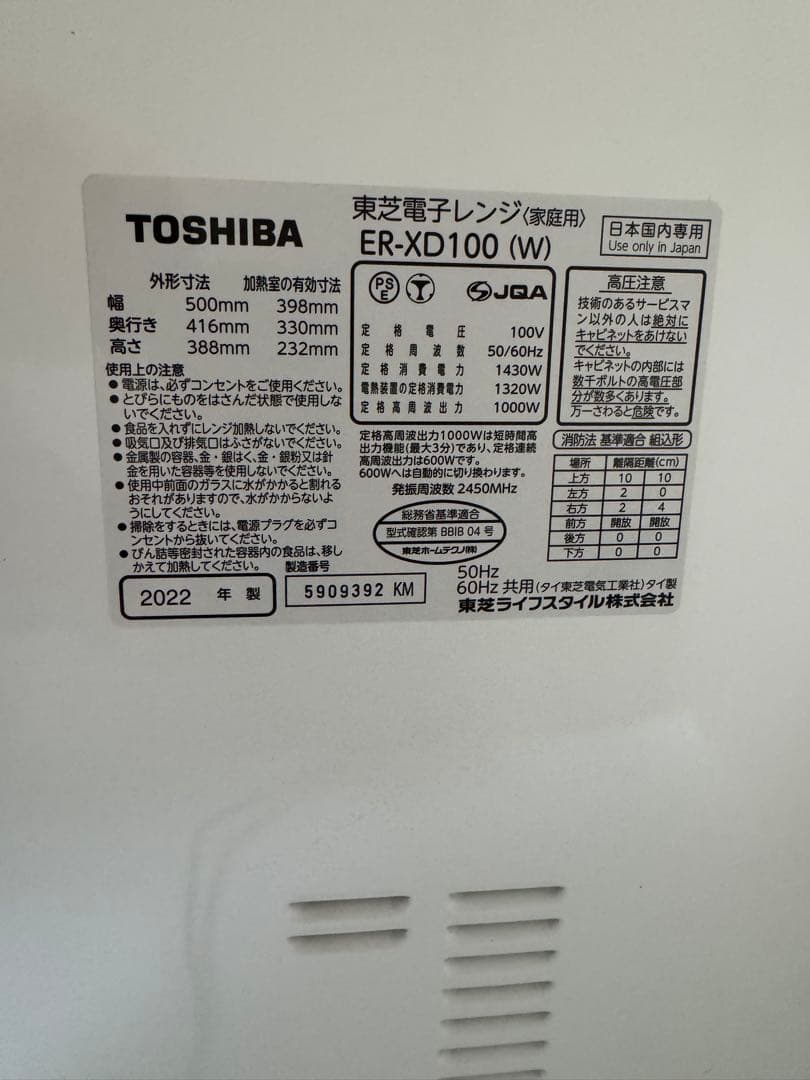 TOSHIBA
東芝電子レンジ〈家庭用〉
ER-XD100 (W)
日本国内専用
Use only in Japan
外形寸法 加熱室の有効寸法
幅 500mm 398mm
奥行き 416mm 330mm
高さ 388mm 232mm
使用上の注意
●電源は、必ずコンセントをご使用ください。
●とびらにものをはさんだ状態で使用しな
いでください。
●食品を入れずにレンジ加熱しないでください。
●吸気口及び排気口はふさがないでください。
●金属製の容器、金・銀はく、金・銀粉又は針
金を用いた容器等を使用しないでください。
●使用中前面のガラスに水がかかると割れる
おそれがありますので、水がかからないよ
うにしてください。
●掃除をするときには、電源プラグを必ずコ
ンセントから抜いてください。
●びん詰等密封された容器内の食品は、移し
かえて加熱してください。
2022 年 製
製造番号
5909392 KM
PS
E
JQA
定格電圧 100V
定格周波数 50/60Hz
定格消費電力 1430W
電熱装置の定格消費電力 1320W
定格高周波出力 1000W
定格高周波出力1000Wは短時間高
出力機能(最大3分)であり、定格連続
高周波出力は600Wです。
600Wへは自動的に切り換わります。
発振周波数 2450MHz
総務省基準適合
型式確認第 BBIB 04 号
東芝ホームテクノ(株)
高圧注意
技術のあるサービスマ
ン以外の人は絶対に
キャビネットをあけない
でください。
キャビネットの内部には
数千ボルトの高電圧部
分が数多くあります。
万一さわると危険です。
消防法 基準適合 組込形
場所 離隔距離(cm)
上方 10 10
左方 2 0
右方 2 4
前方 開放 開放
後方 0 0
下方 0 0
50Hz
60Hz 共用 (タイ東芝電気工業社)タイ製
東芝ライフスタイル株式会社